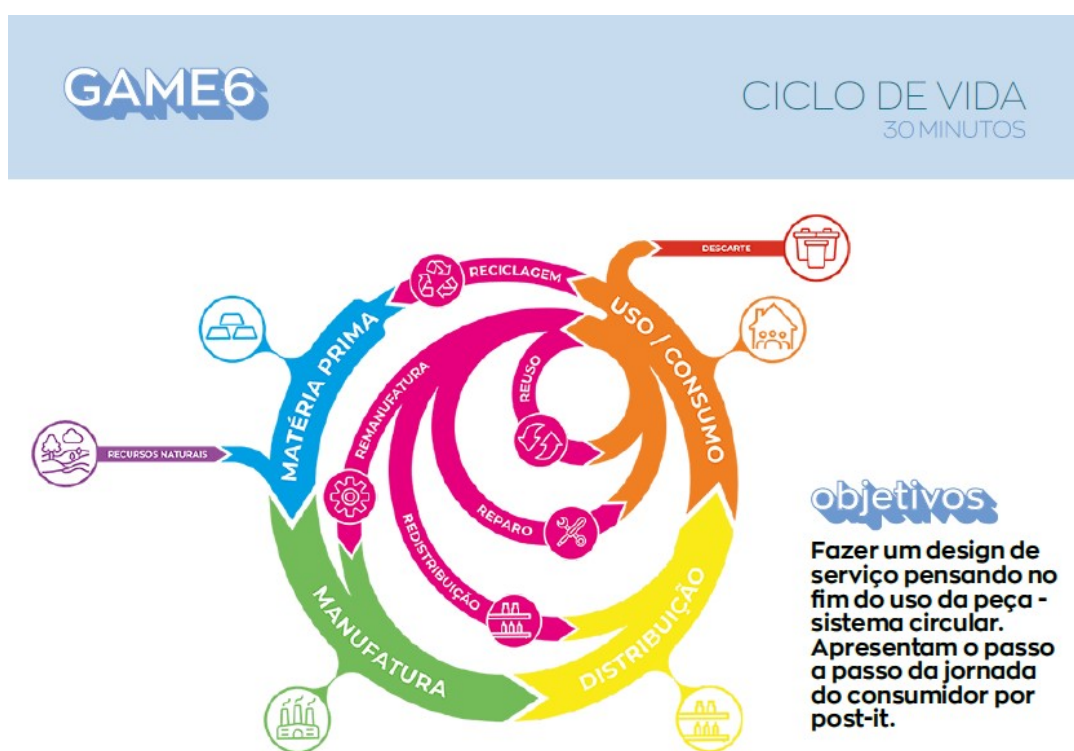 GAME6
CICLO DE VIDA
30 MINUTOS
DESCARTE
RECICLAGEM
USO / CONSUMO
MATÉRIA PRIMA
REUSO
REMANUFATURA
RECURSOS NATURAIS
REPARO
REDISTRIBUIÇÃO
MANUFATURA
DISTRIBUIÇÃO
objetivos
Fazer um design de
serviço pensando no
fim do uso da peça -
sistema circular.
Apresentam o passo
a passo da jornada
do consumidor por
post-it.